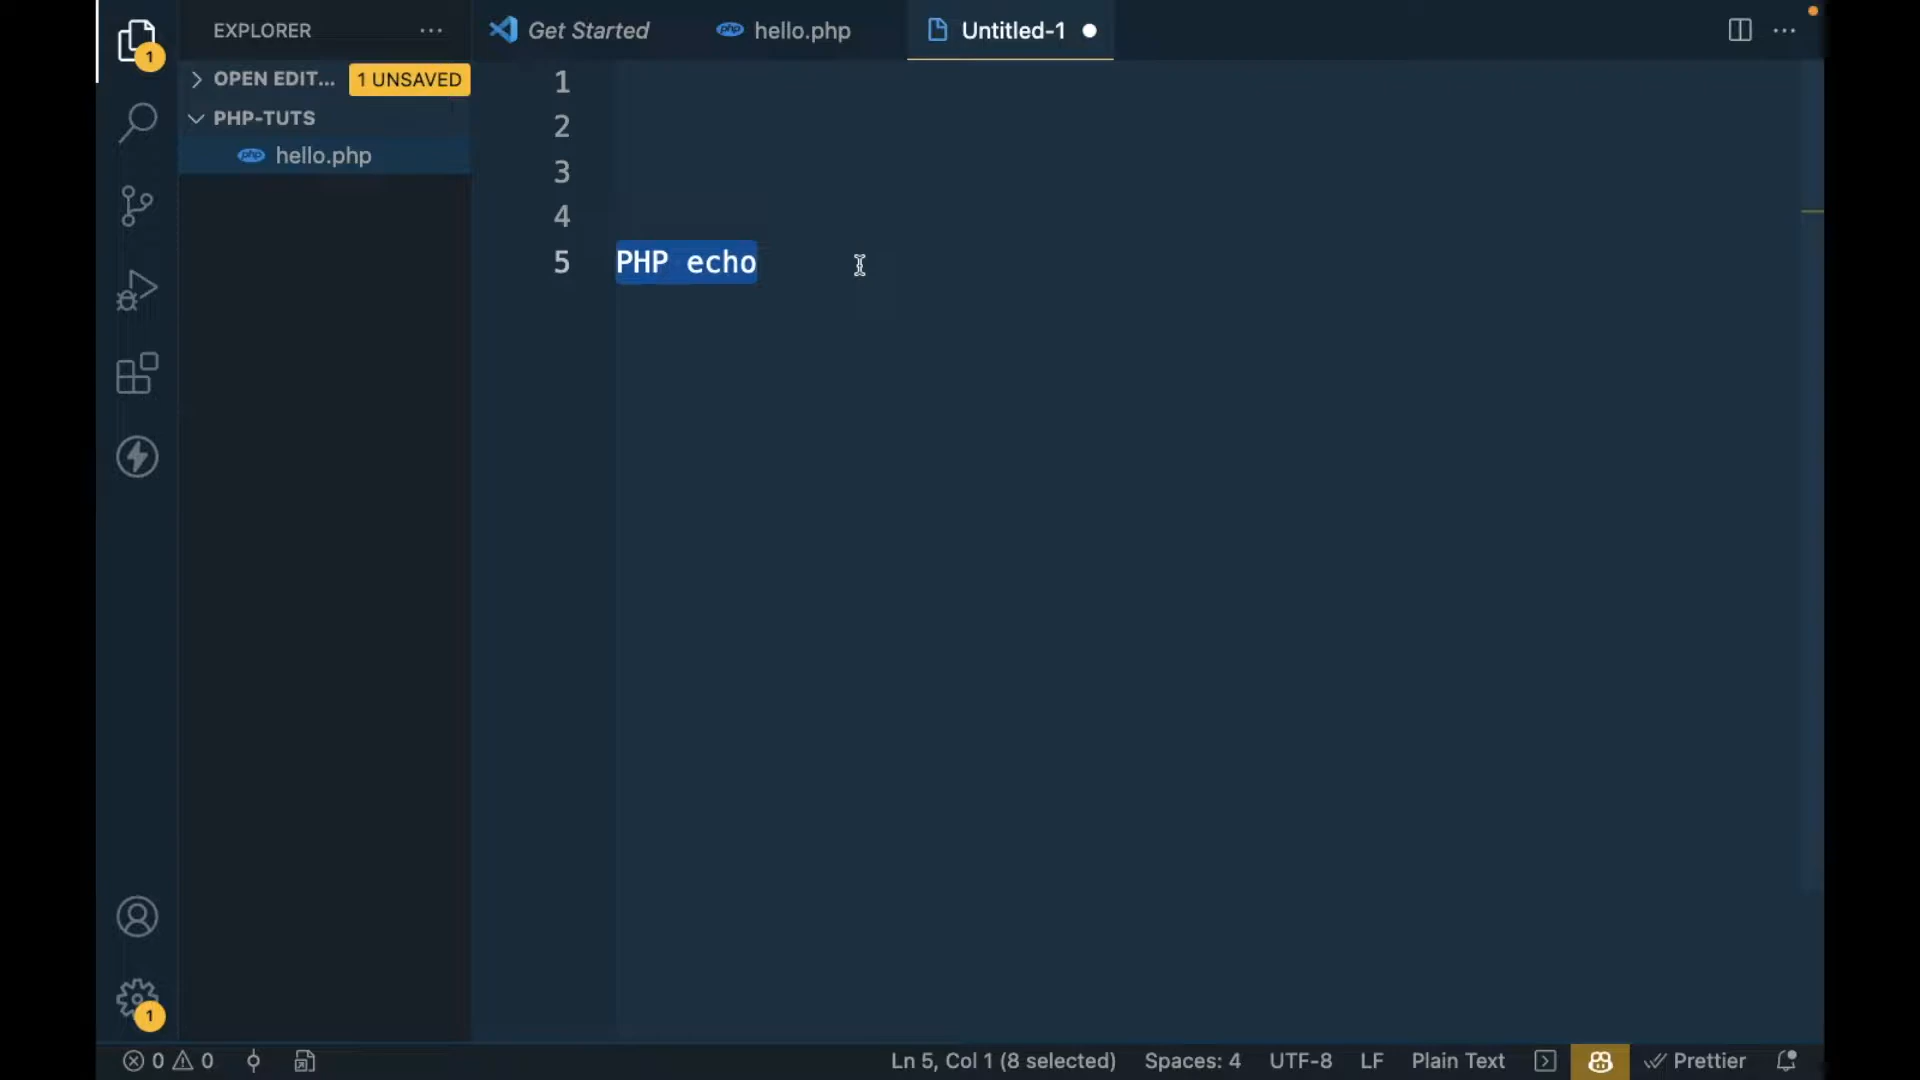 EXPLORER
Get Started
hello.php
Untitled-1
1
OPEN EDIT...
1 UNSAVED
PHP-TUTS
hello.php
1
2
3
4
5 PHP echo
1
0 0
Ln 5, Col 1 (8 selected)
Spaces: 4
UTF-8
LF
Plain Text
Prettier